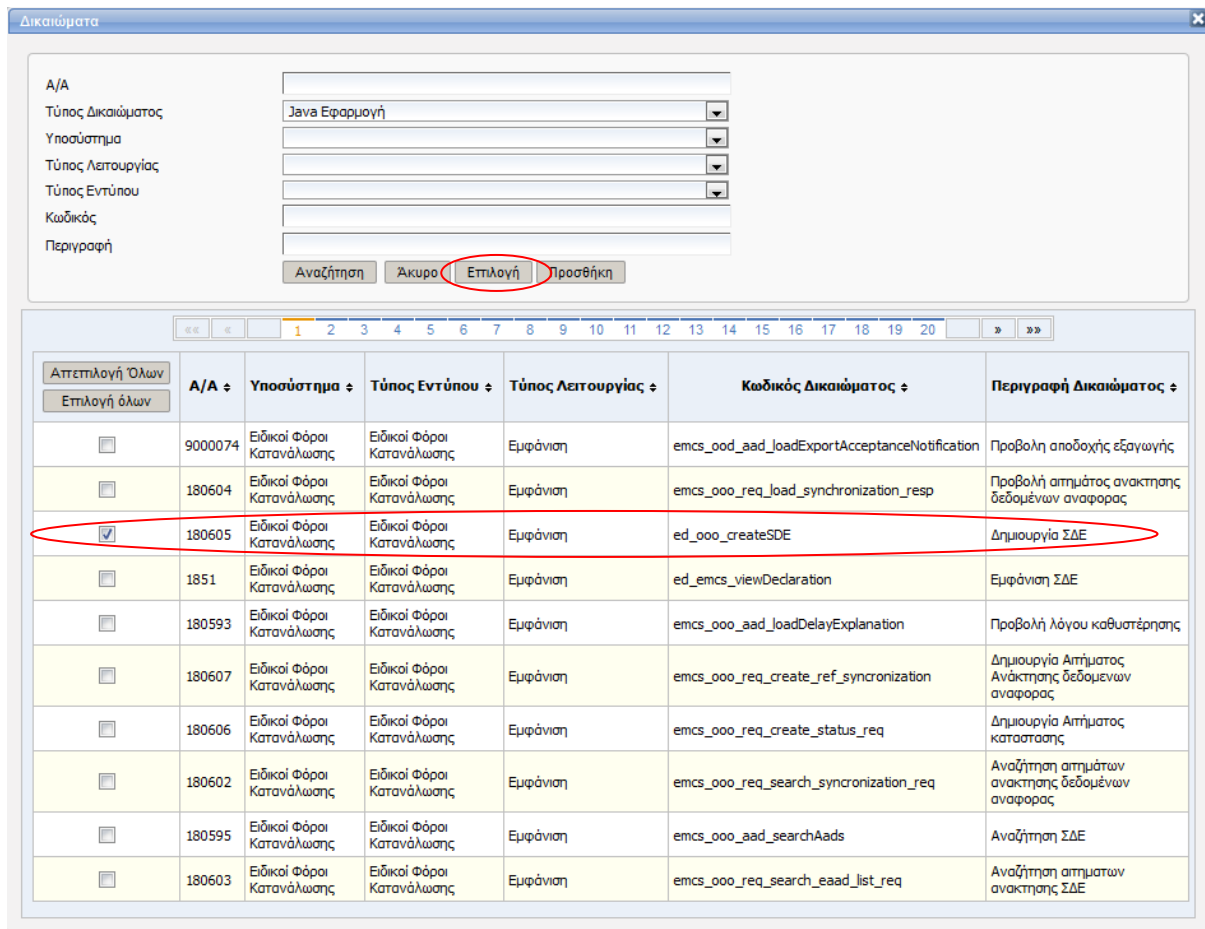 Δικαιώματα
Α/Α
Τύπος Δικαιώματος
Java Εφαρμογή
Υποσύστημα
Τύπος Λειτουργίας
Τύπος Εντύπου
Κωδικός
Περιγραφή
Αναζήτηση Άκυρο Επιλογή Προσθήκη
«« « 1 2 3 4 5 6 7 8 9 10 11 12 13 14 15 16 17 18 19 20 » »»
Απεπιλογή Όλων
Επιλογή όλων
Α/Α Υποσύστημα Τύπος Εντύπου Τύπος Λειτουργίας Κωδικός Δικαιώματος Περιγραφή Δικαιώματος
9000074 Ειδικοί Φόροι Κατανάλωσης Ειδικοί Φόροι Κατανάλωσης Εμφάνιση emcs_ood_aad_loadExportAcceptanceNotification Προβολη αποδοχής εξαγωγής
180604 Ειδικοί Φόροι Κατανάλωσης Ειδικοί Φόροι Κατανάλωσης Εμφάνιση emcs_ooo_req_load_synchronization_resp Προβολή αιτημάτος ανακτησης δεδομένων αναφορας
180605 Ειδικοί Φόροι Κατανάλωσης Ειδικοί Φόροι Κατανάλωσης Εμφάνιση ed_ooo_createSDE Δημιουργία ΣΔΕ
1851 Ειδικοί Φόροι Κατανάλωσης Ειδικοί Φόροι Κατανάλωσης Εμφάνιση ed_emcs_viewDeclaration Εμφάνιση ΣΔΕ
180593 Ειδικοί Φόροι Κατανάλωσης Ειδικοί Φόροι Κατανάλωσης Εμφάνιση emcs_ooo_aad_loadDelayExplanation Προβολή λόγου καθυστέρησης
180607 Ειδικοί Φόροι Κατανάλωσης Ειδικοί Φόροι Κατανάλωσης Εμφάνιση emcs_ooo_req_create_ref_syncronization Δημιουργία Αιτήματος Ανάκτησης δεδομενων αναφορας
180606 Ειδικοί Φόροι Κατανάλωσης Ειδικοί Φόροι Κατανάλωσης Εμφάνιση emcs_ooo_req_create_status_req Δημιουργία Αιτήματος καταστασης
180602 Ειδικοί Φόροι Κατανάλωσης Ειδικοί Φόροι Κατανάλωσης Εμφάνιση emcs_ooo_req_search_syncronization_req Αναζήτηση αιτημάτων ανακτησης δεδομένων αναφορας
180595 Ειδικοί Φόροι Κατανάλωσης Ειδικοί Φόροι Κατανάλωσης Εμφάνιση emcs_ooo_aad_searchAads Αναζήτηση ΣΔΕ
180603 Ειδικοί Φόροι Κατανάλωσης Ειδικοί Φόροι Κατανάλωσης Εμφάνιση emcs_ooo_req_search_eaad_list_req Αναζήτηση αιτηματων ανακτησης ΣΔΕ